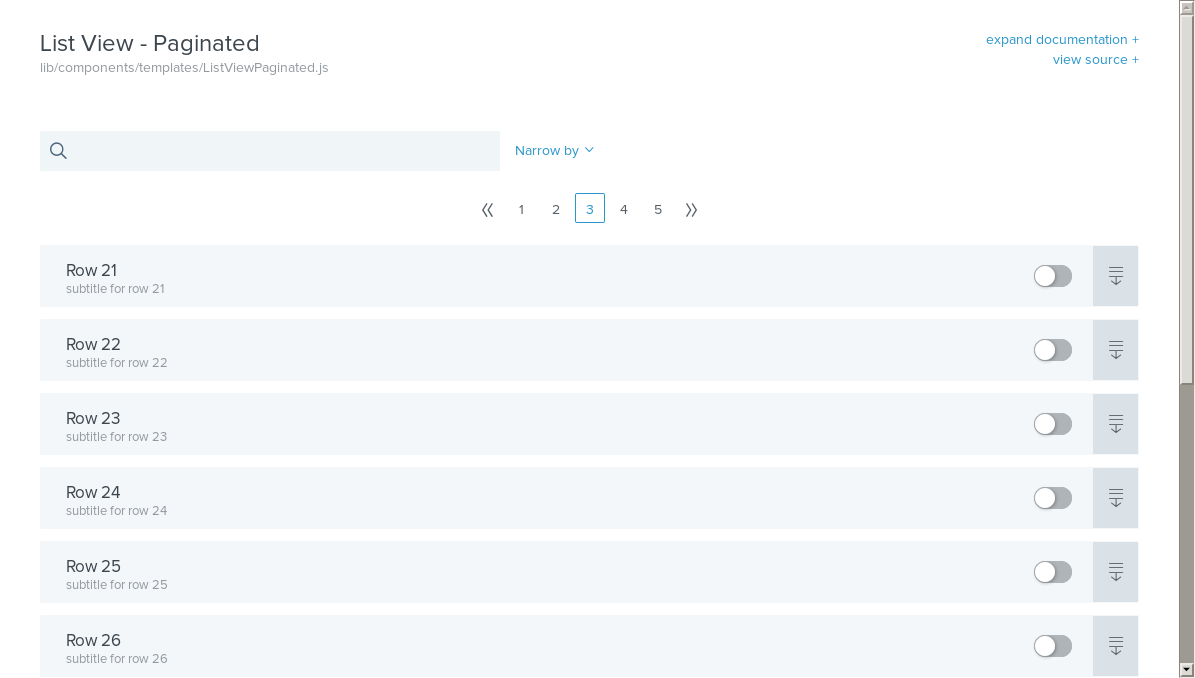 List View - Paginated
lib/components/templates/ListViewPaginated.js
expand documentation +
view source +
Narrow by
1 2 3 4 5
Row 21
subtitle for row 21
Row 22
subtitle for row 22
Row 23
subtitle for row 23
Row 24
subtitle for row 24
Row 25
subtitle for row 25
Row 26
subtitle for row 26